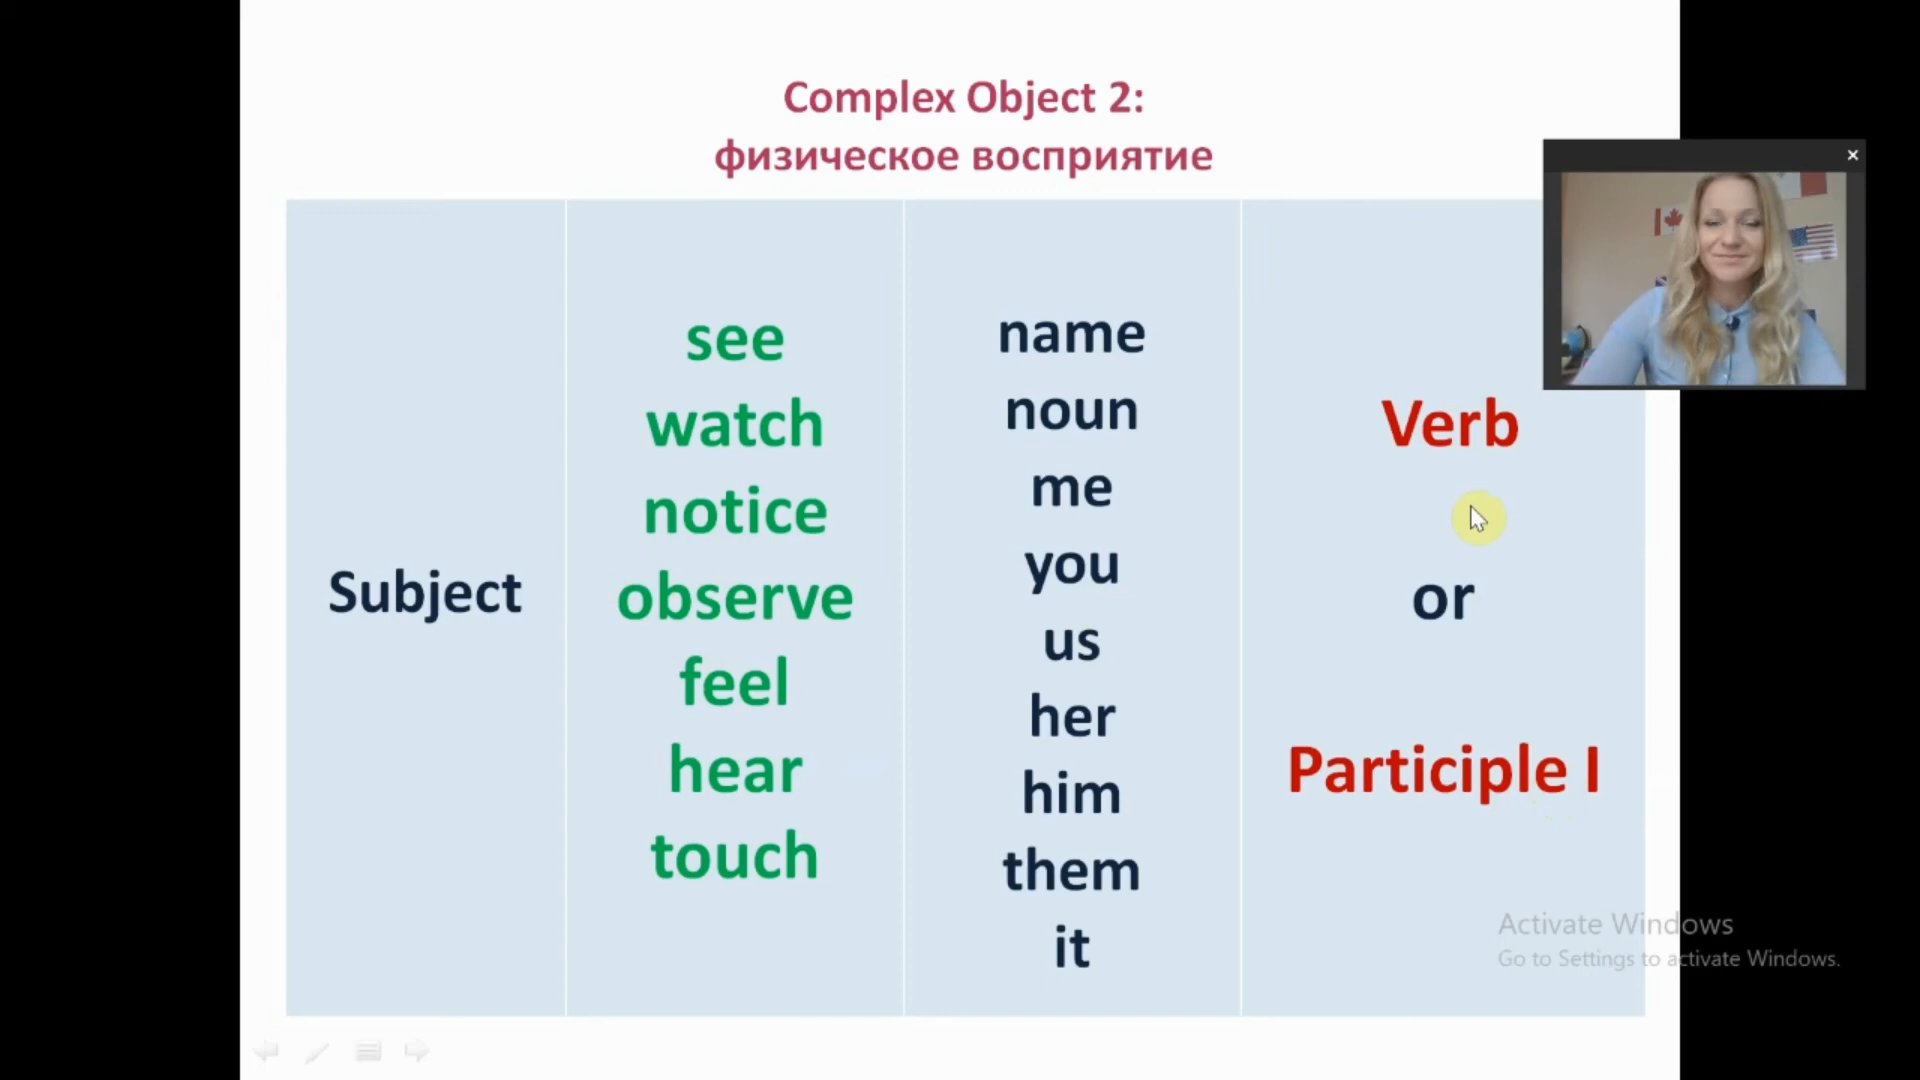 Complex Object 2:
физическое восприятие
Subject
see
watch
notice
observe
feel
hear
touch
name
noun
me
you
us
her
him
them
it
Verb
or
Participle I
Activate Windows
Go to Settings to activate Windows.